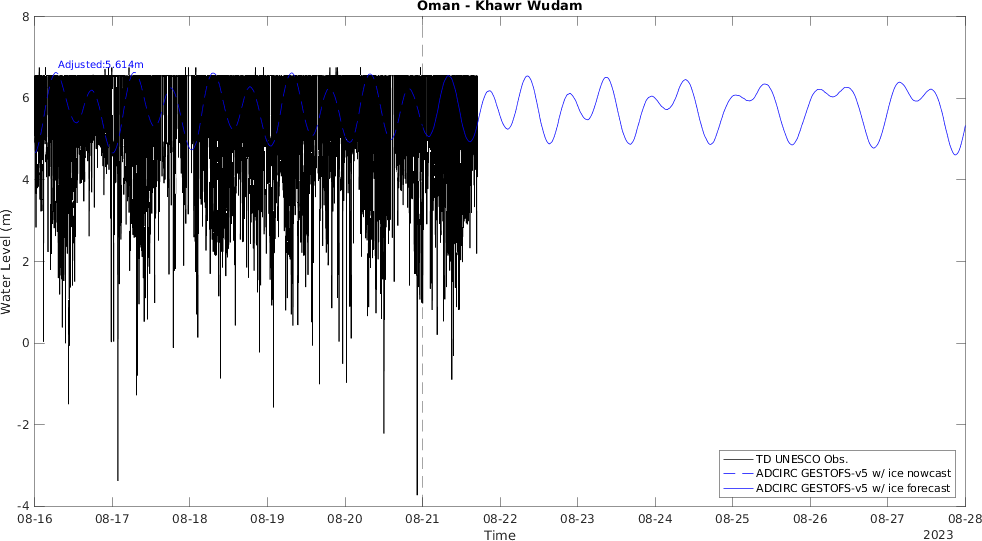 Oman - Khawr Wudam
Adjusted:5.614m
Water Level (m)
8
6
4
2
0
-2
-4
TD UNESCO Obs.
ADCIRC GESTOFS-v5 w/ ice nowcast
ADCIRC GESTOFS-v5 w/ ice forecast
08-16 08-17 08-18 08-19 08-20 08-21 08-22 08-23 08-24 08-25 08-26 08-27 08-28
Time
2023